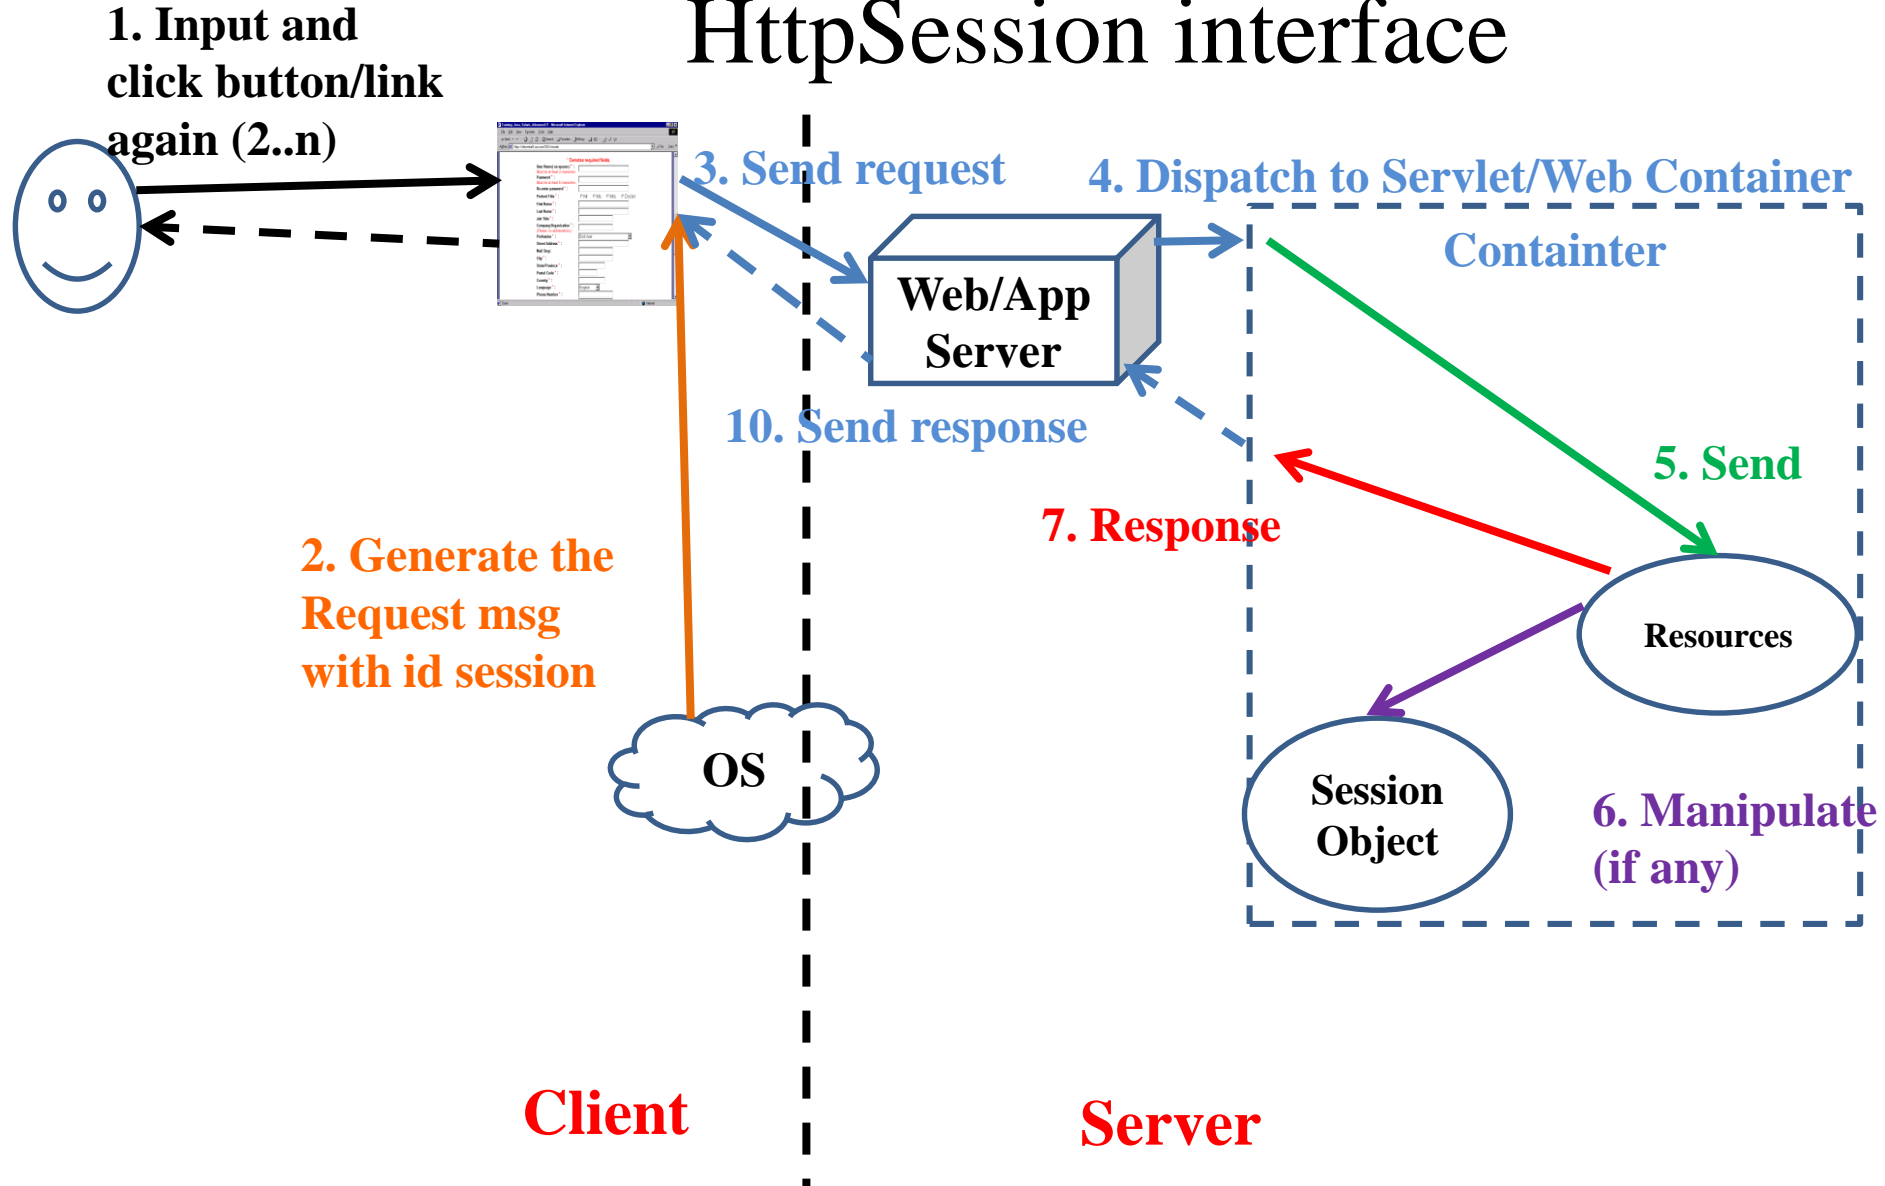 HttpSession interface
1. Input and
click button/link
again (2..n)
3. Send request
4. Dispatch to Servlet/Web Container
Containter
Web/App
Server
10. Send response
5. Send
7. Response
2. Generate the
Request msg
with id session
Resources
OS
Session
Object
6. Manipulate
(if any)
Client
Server